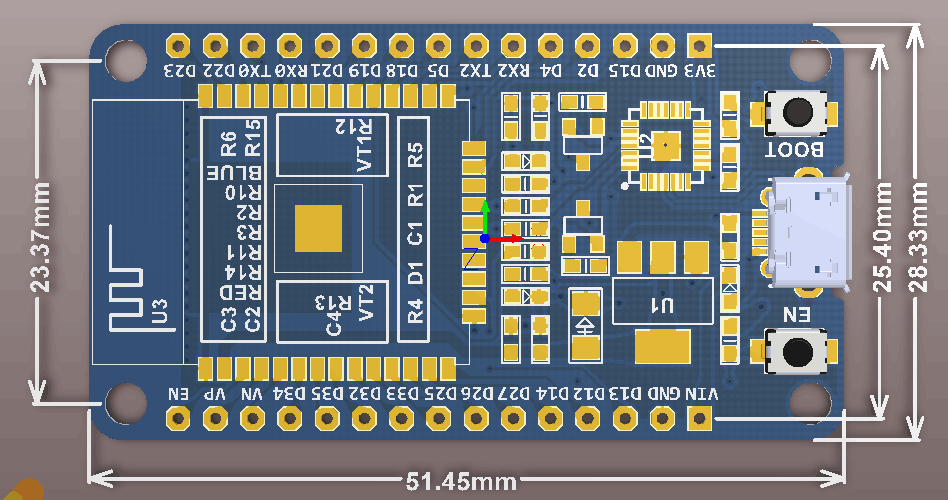 D23 D22 TX0 RX0 D21 D19 D18 D5 TX2 RX2 D4 D2 D15 GND 3V3
R6
R15
BLUE
R10
R2
R3
R11
R14
RED
C3
C2
R12
VT1
R5
R1
C1
D1
R4
R13
C4
VT2
U3
U1
BOOT
EN
EN VP VN D34 D35 D32 D33 D25 D26 D27 D14 D12 D13 GND VIN
23.37mm
25.40mm
28.33mm
51.45mm